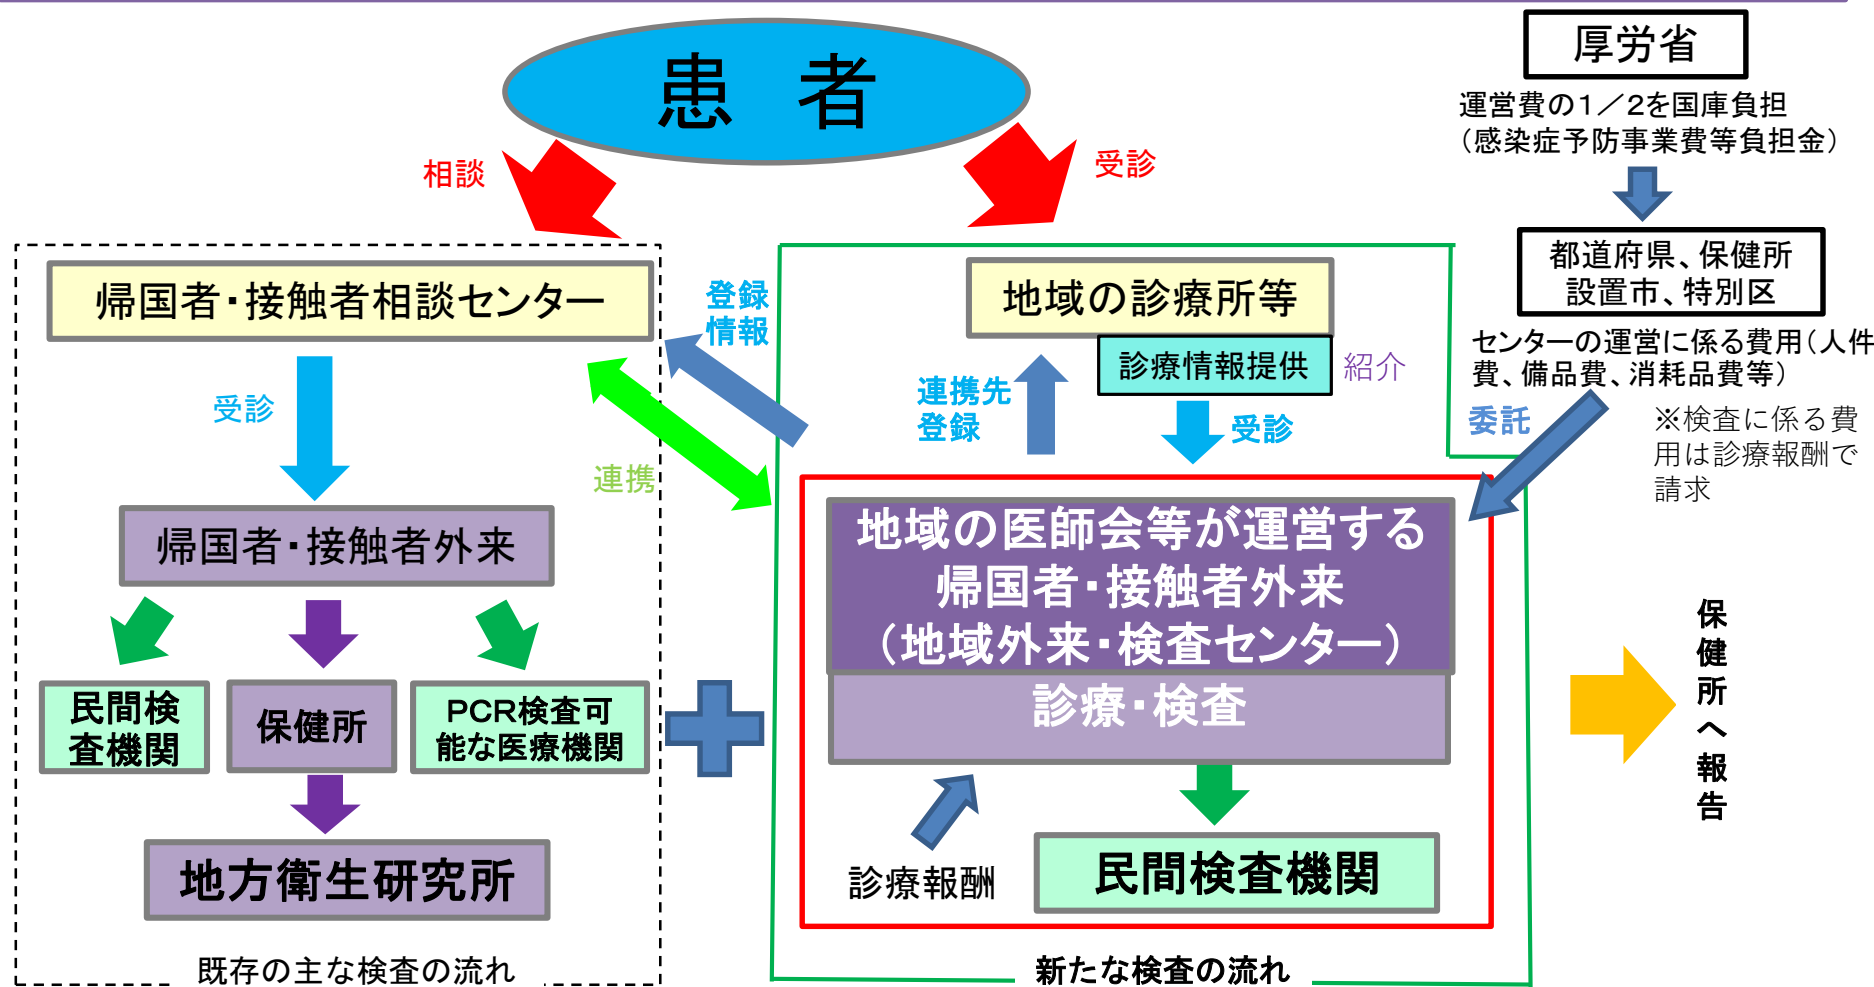 患 者
厚労省
運営費の1／2を国庫負担
（感染症予防事業費等負担金）
相談
受診
都道府県、保健所
設置市、特別区
センターの運営に係る費用（人件
費、備品費、消耗品費等）
委託
※検査に係る費
用は診療報酬で
請求
帰国者・接触者相談センター
登録
情報
地域の診療所等
診療情報提供
紹介
連携先
登録
受診
受診
連携
帰国者・接触者外来
地域の医師会等が運営する
帰国者・接触者外来
（地域外来・検査センター）
診療・検査
民間検
査機関
保健所
PCR検査可
能な医療機関
保健所へ報告
地方衛生研究所
診療報酬
民間検査機関
既存の主な検査の流れ
新たな検査の流れ